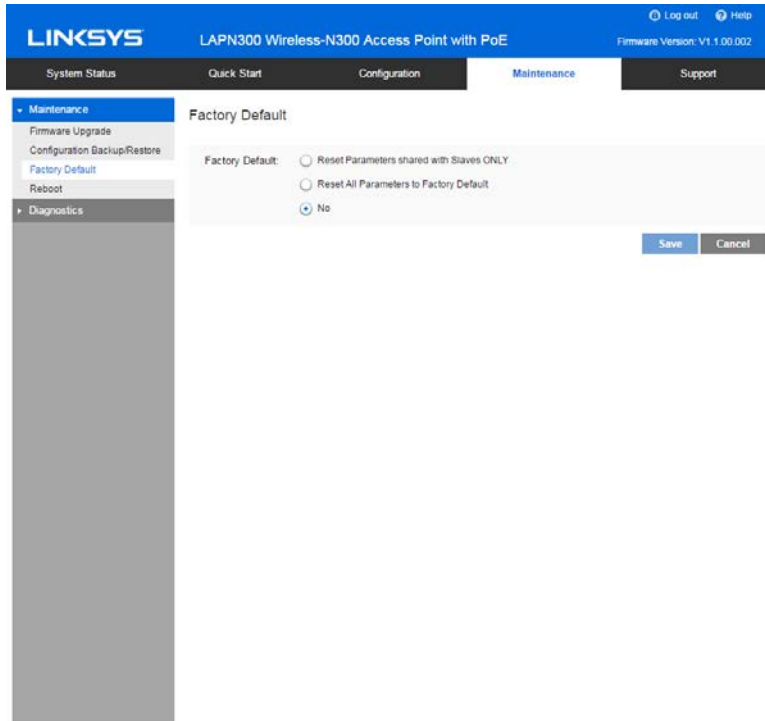 Log out Help
LINKSYS LAPN300 Wireless-N300 Access Point with PoE Firmware Version: V1.1.00.002
System Status Quick Start Configuration Maintenance Support
Maintenance
Firmware Upgrade
Configuration Backup/Restore
Factory Default
Reboot
Diagnostics
Factory Default
Factory Default: Reset Parameters shared with Slaves ONLY
Reset All Parameters to Factory Default
No
Save Cancel